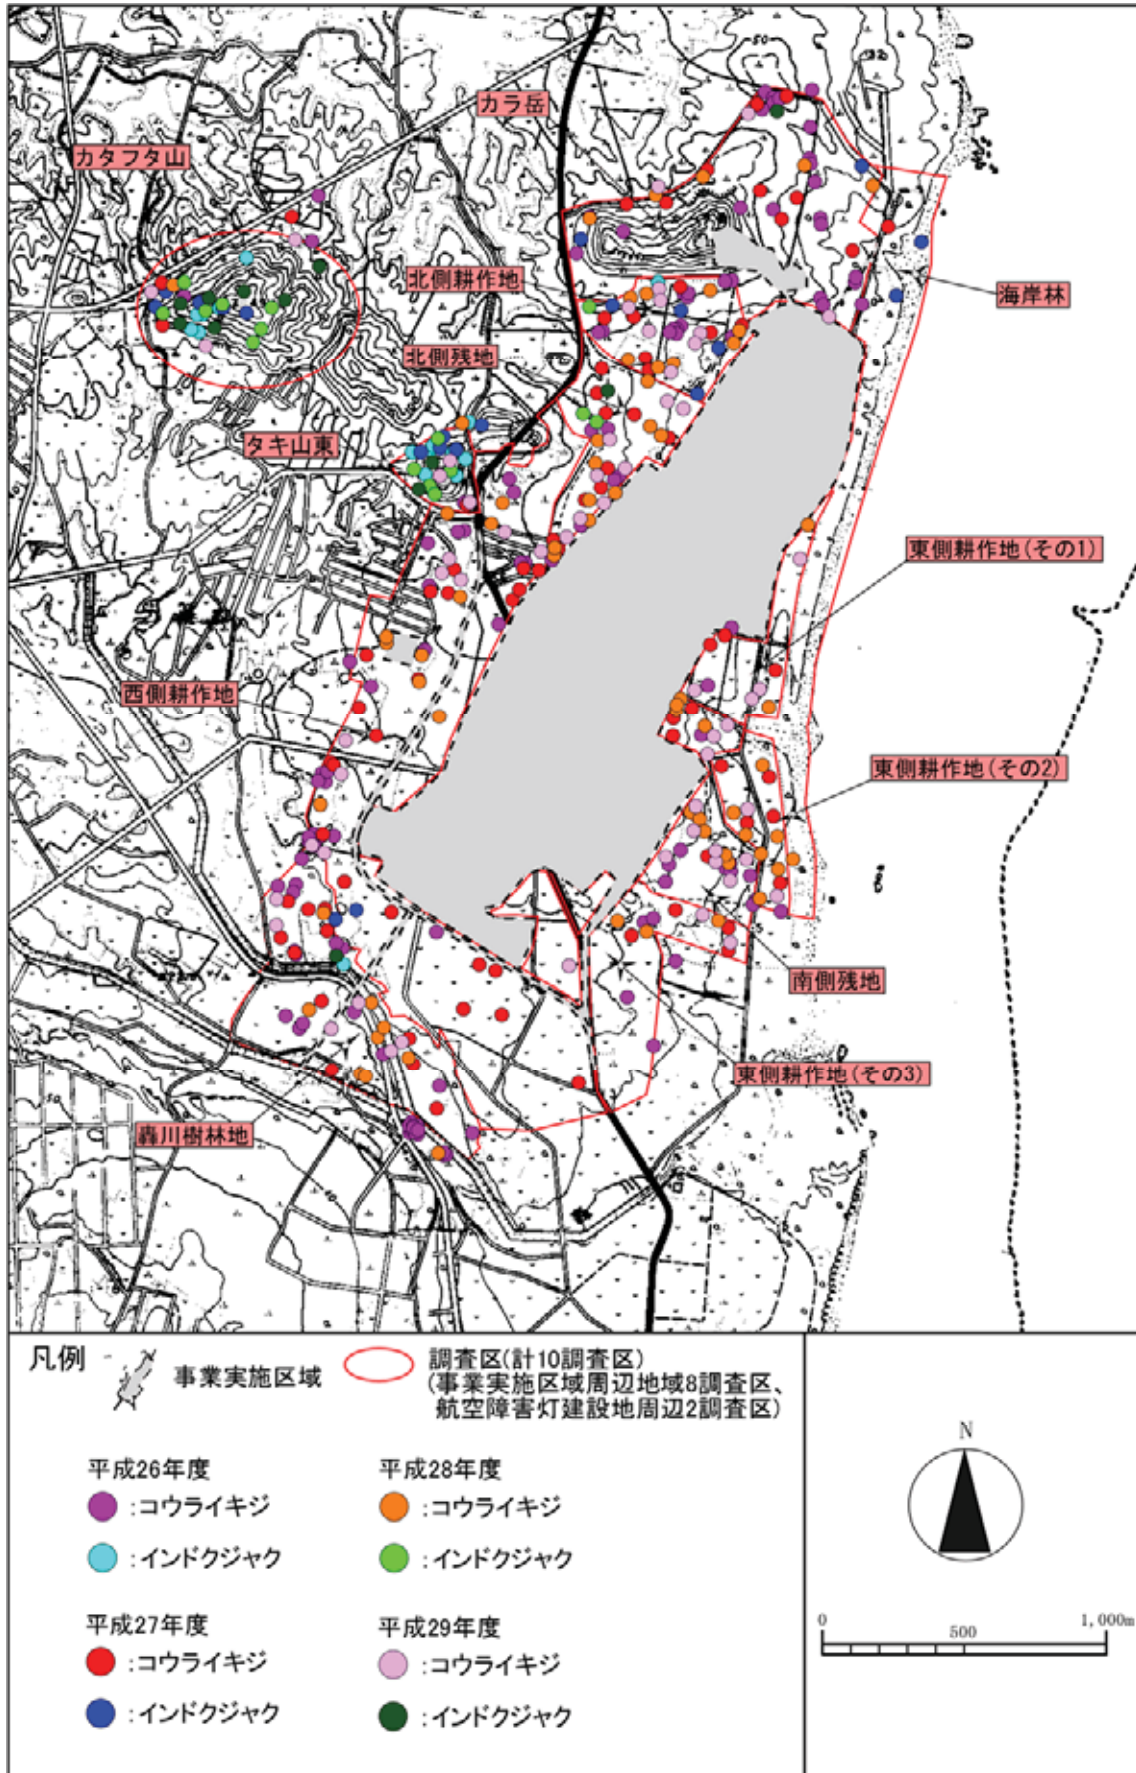 カラ岳
カタフタ山
北側耕作地
海岸林
北側残地
タキ山東
東側耕作地(その1)
西側耕作地
東側耕作地(その2)
南側残地
東側耕作地(その3)
轟川樹林地
凡例
事業実施区域
調査区(計10調査区)
(事業実施区域周辺地域8調査区、
航空障害灯建設地周辺2調査区)
平成26年度
:コウライキジ
:インドクジャク
平成28年度
:コウライキジ
:インドクジャク
平成27年度
:コウライキジ
:インドクジャク
平成29年度
:コウライキジ
:インドクジャク
N
0 500 1,000m